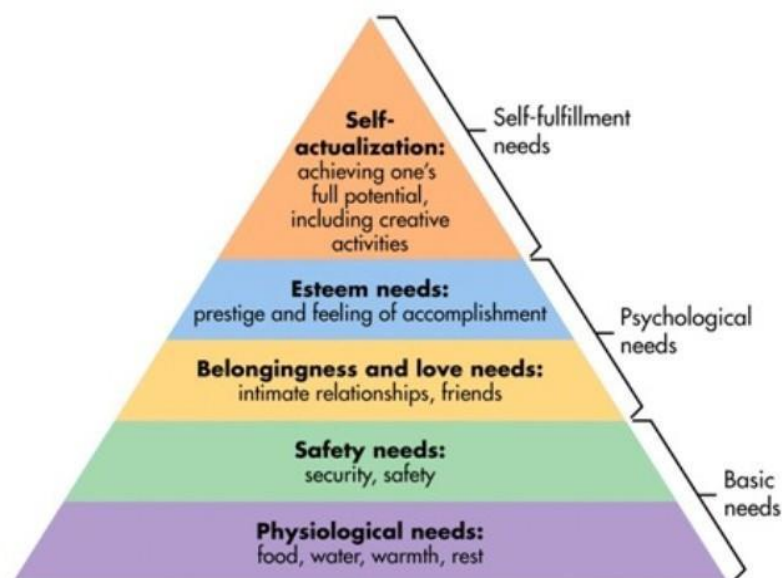 Self-
actualization:
achieving one's
full potential,
including creative
activities
Self-fulfillment
needs
Esteem needs:
prestige and feeling of accomplishment
Belongingness and love needs:
intimate relationships, friends
Psychological
needs
Safety needs:
security, safety
Physiological needs:
food, water, warmth, rest
Basic
needs